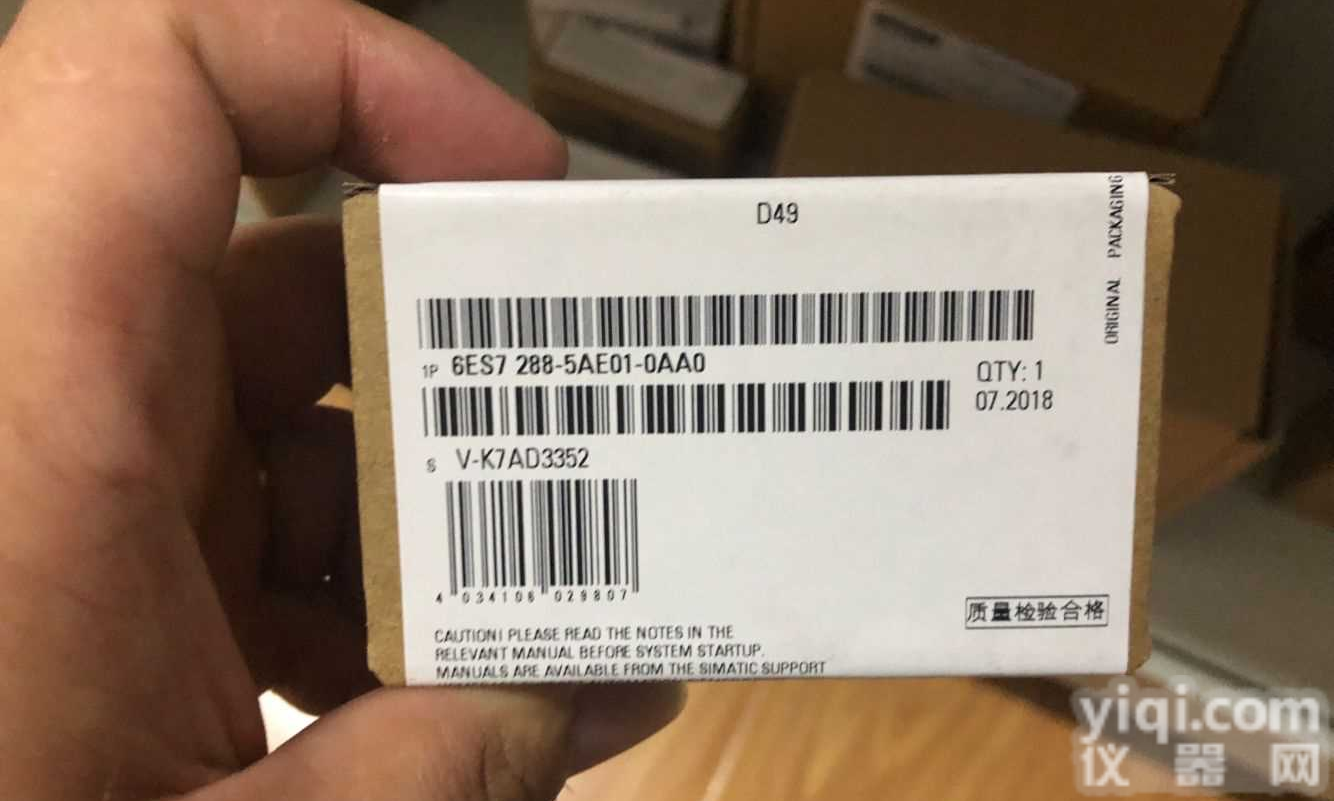 D49
ORIGINAL PACKAGING
1P 6ES7 288-5AE01-0AA0
QTY: 1
07.2018
S V-K7AD3352
4 034106 029807
质量检验合格
CAUTION! PLEASE READ THE NOTES IN THE
RELEVANT MANUAL BEFORE SYSTEM STARTUP.
MANUALS ARE AVAILABLE FROM THE SIMATIC SUPPORT
yiqi.com
仪器网